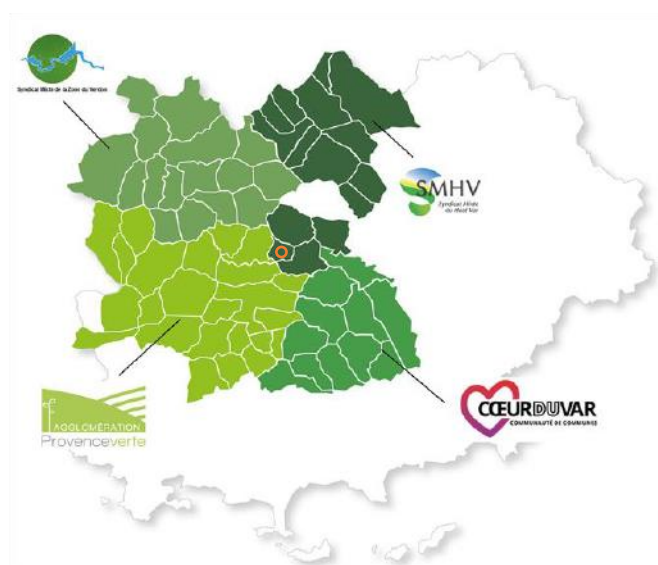 Syndicat Mixte de la Zone du Verdon
SMHV
Syndicat Mixte
du Haut Var
AGGLOMÉRATION
Provenceverte
CŒURDUVAR
COMMUNAUTÉ DE COMMUNES